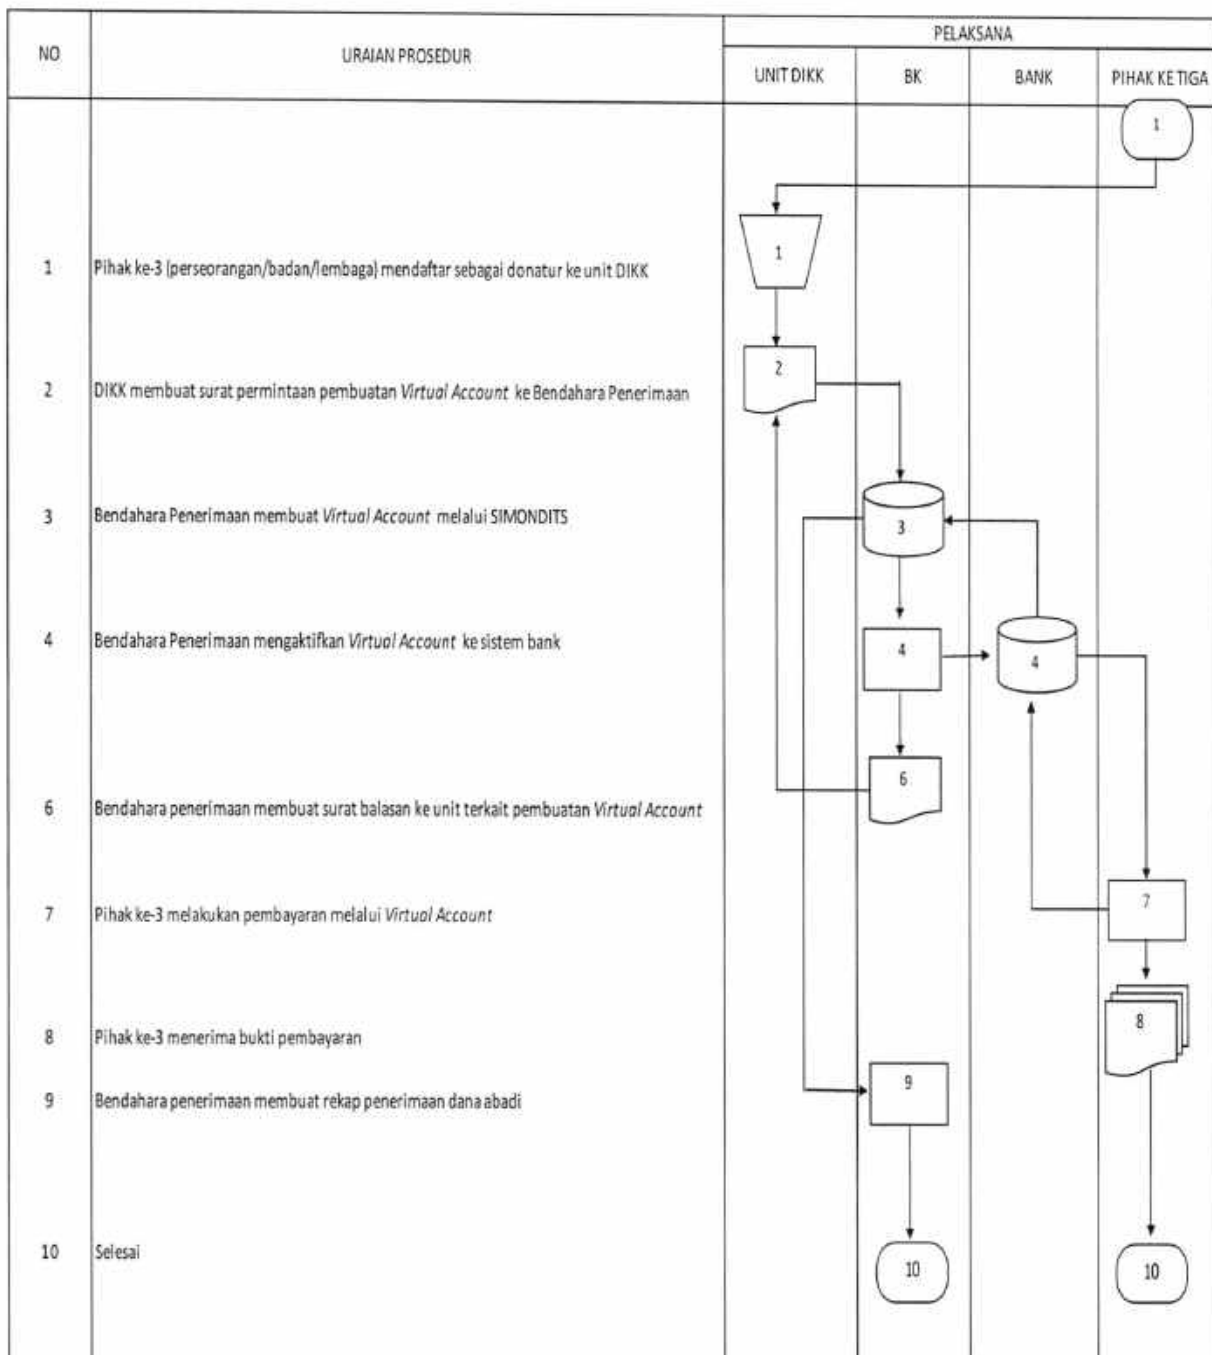 NO
URAIAN PROSEDUR
PELAKSANA
UNIT DIKK
BK
BANK
PIHAK KE TIGA
1
1
1 Pihak ke-3 (perseorangan/badan/lembaga) mendaftar sebagai donatur ke unit DIKK
2
2 DIKK membuat surat permintaan pembuatan Virtual Account ke Bendahara Penerimaan
3 Bendahara Penerimaan membuat Virtual Account melalui SIMONDITS
3
4 Bendahara Penerimaan mengaktifkan Virtual Account ke sistem bank
4
4
6
6 Bendahara penerimaan membuat surat balasan ke unit terkait pembuatan Virtual Account
7 Pihak ke-3 melakukan pembayaran melalui Virtual Account
7
8 Pihak ke-3 menerima bukti pembayaran
8
9 Bendahara penerimaan membuat rekap penerimaan dana abadi
9
10 Selesai
10
10